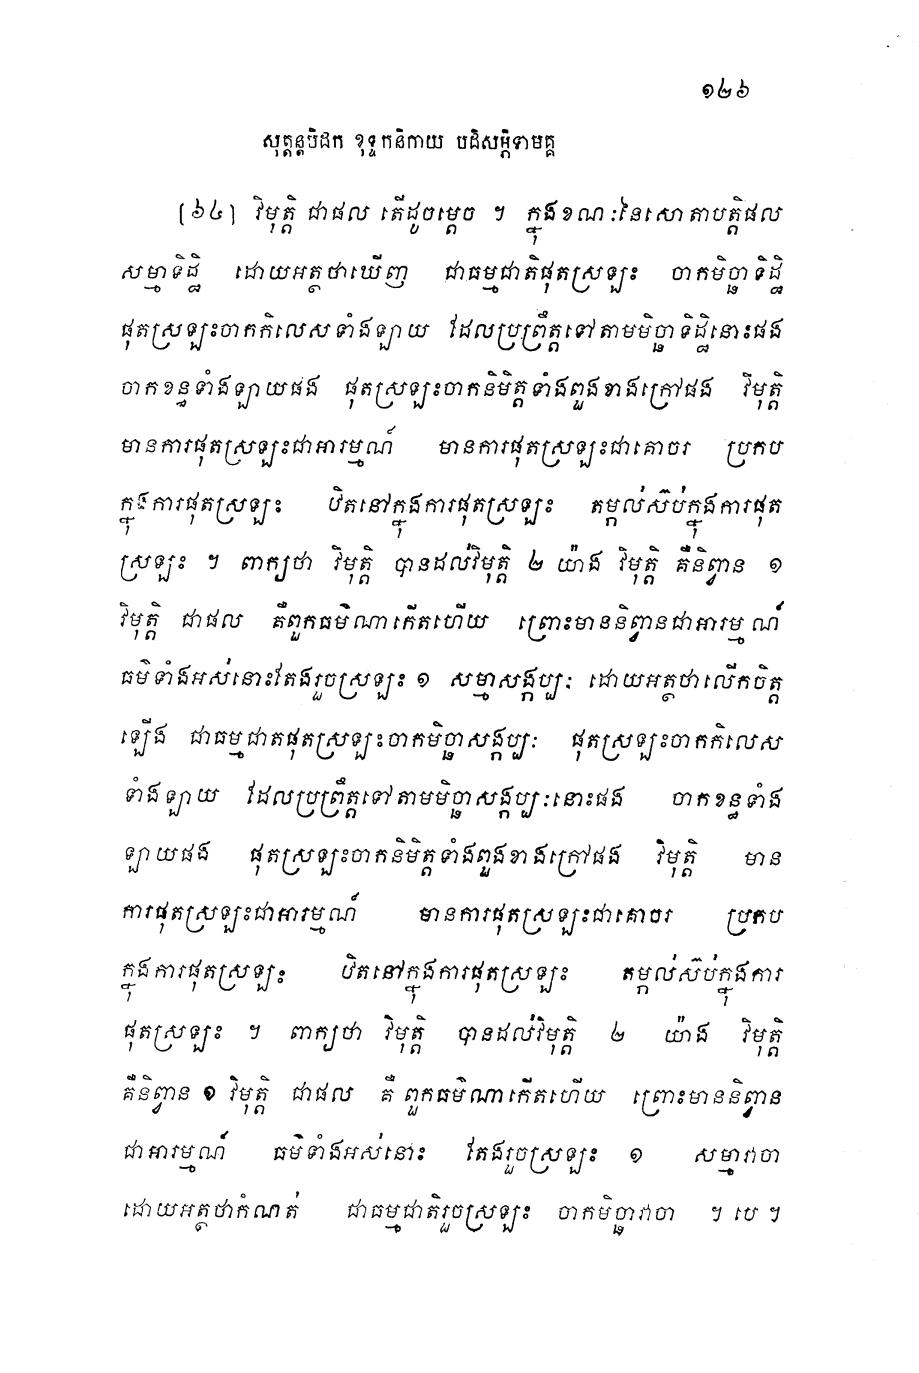 ១២៦
សុត្តន្តបិដក ខុទ្ទកនិកាយ បដិសម្ភិទាមគ្គ
[៦៤] វិមុត្តិ ជាផល តើដូចម្តេច ។ ក្នុងខណៈនៃសោតាបត្តិផល
សម្មាទិដ្ឋិ ដោយអត្ថថាឃើញ ជាធម្មជាតិផុតស្រឡះ ចាកមិច្ឆាទិដ្ឋិ
ផុតស្រឡះចាកកិលេសទាំងឡាយ ដែលប្រព្រឹត្តទៅតាមមិច្ឆាទិដ្ឋិនោះផង
ចាកខន្ធទាំងឡាយផង ផុតស្រឡះចាកនិមិត្តទាំងពួងខាងក្រៅផង វិមុត្តិ
មានការផុតស្រឡះជាអារម្មណ៍ មានការផុតស្រឡះជាគោចរ ប្រកប
ក្នុងការផុតស្រឡះ ឋិតនៅក្នុងការផុតស្រឡះ តម្កល់ស៊ប់ក្នុងការផុត
ស្រឡះ ។ ពាក្យថា វិមុត្តិ បានដល់វិមុត្តិ ២ យ៉ាង វិមុត្តិ គឺនិព្វាន ១
វិមុត្តិ ជាផល គឺពួកធម៌ណាកើតហើយ ព្រោះមាននិព្វានជាអារម្មណ៍
ធម៌ទាំងអស់នោះតែងរួចស្រឡះ ១ សម្មាសង្កប្បៈ ដោយអត្ថថាលើកចិត្ត
ឡើង ជាធម្មជាតផុតស្រឡះចាកមិច្ឆាសង្កប្បៈ ផុតស្រឡះចាកកិលេស
ទាំងឡាយ ដែលប្រព្រឹត្តទៅតាមមិច្ឆាសង្កប្បៈនោះផង ចាកខន្ធទាំង
ឡាយផង ផុតស្រឡះចាកនិមិត្តទាំងពួងខាងក្រៅផង វិមុត្តិ មាន
ការផុតស្រឡះជាអារម្មណ៍ មានការផុតស្រឡះជាគោចរ ប្រកប
ក្នុងការផុតស្រឡះ ឋិតនៅក្នុងការផុតស្រឡះ តម្កល់ស៊ប់ក្នុងការ
ផុតស្រឡះ ។ ពាក្យថា វិមុត្តិ បានដល់វិមុត្តិ ២ យ៉ាង វិមុត្តិ
គឺនិព្វាន ១ វិមុត្តិ ជាផល គឺ ពួកធម៌ណាកើតហើយ ព្រោះមាននិព្វាន
ជាអារម្មណ៍ ធម៌ទាំងអស់នោះ តែងរួចស្រឡះ ១ សម្មាវាចា
ដោយអត្ថថាកំណត់ ជាធម្មជាតិរួចស្រឡះ ចាកមិច្ឆាវាចា ។ បេ ។